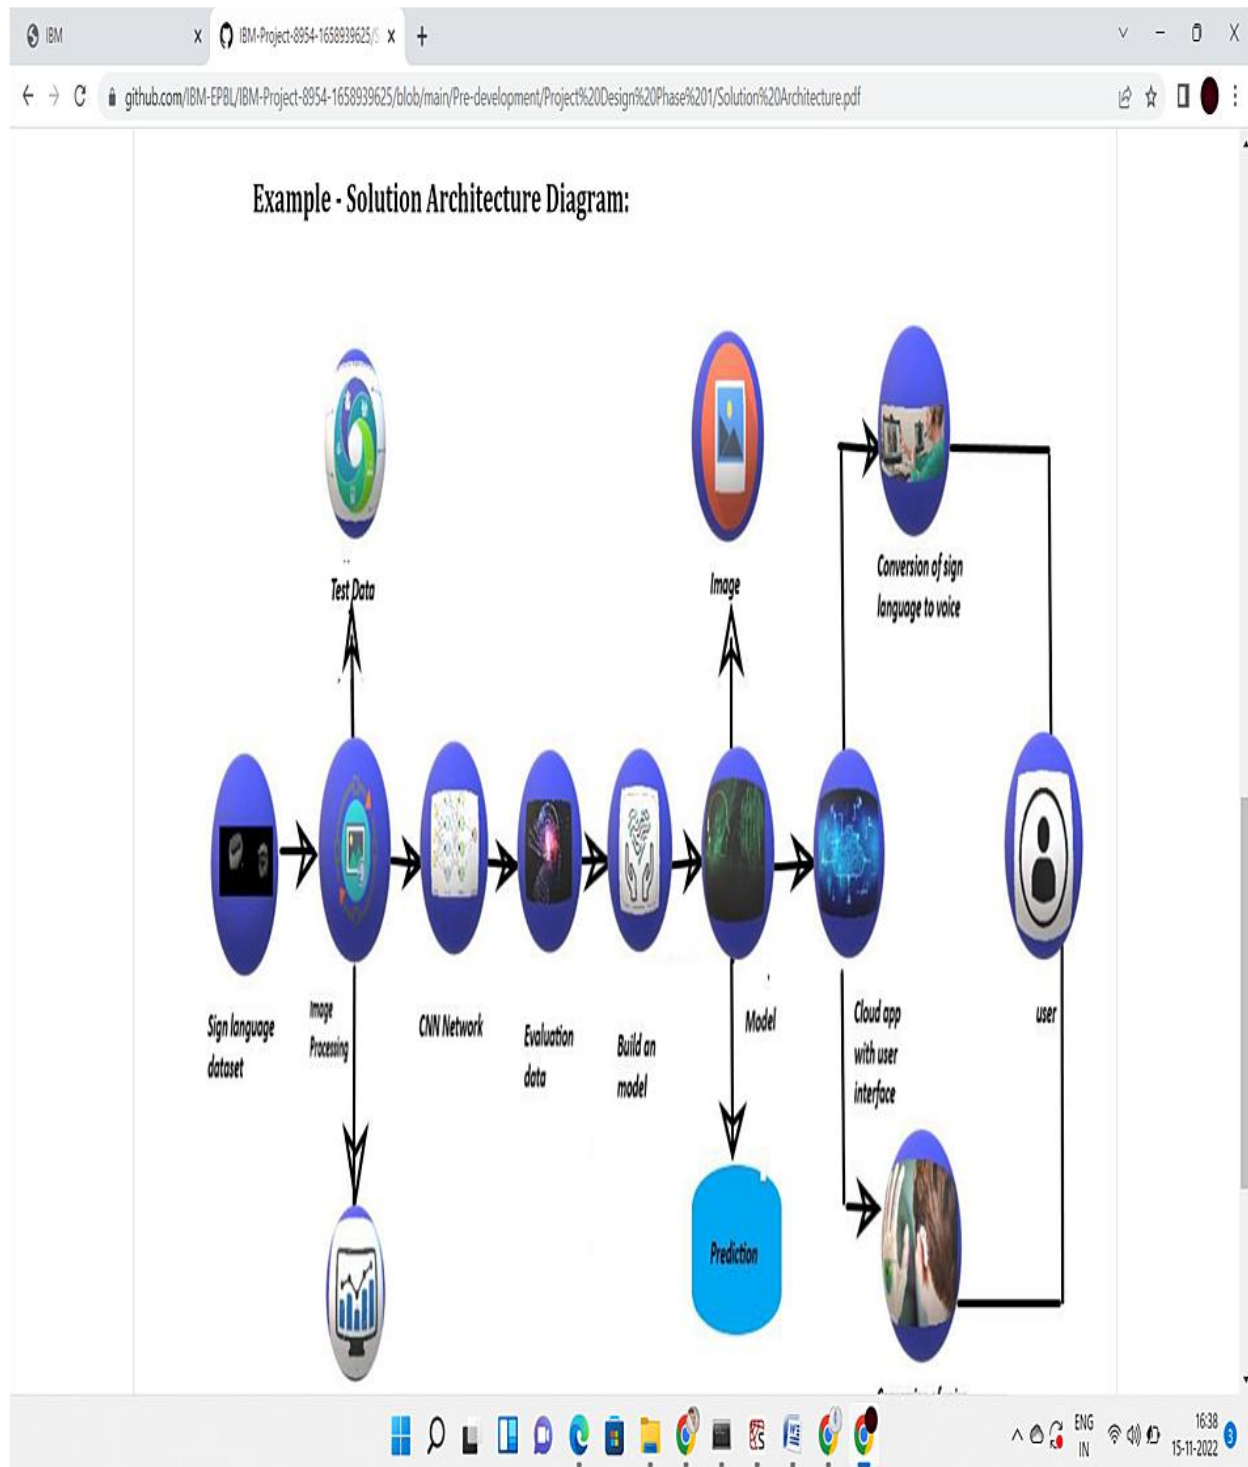 IBM
IBM-Project-8954-1658939625/S
github.com/IBM-EPBL/IBM-Project-8954-1658939625/blob/main/Pre-development/Project%20Design%20Phase%201/Solution%20Architecture.pdf
Example - Solution Architecture Diagram:
Test Data
Image
Conversion of sign
language to voice
Sign language
dataset
Image
Processing
CNN Network
Evaluation
data
Build an
model
Model
Cloud app
with user
interface
user
Prediction
ENG
IN
16:38
15-11-2022
3